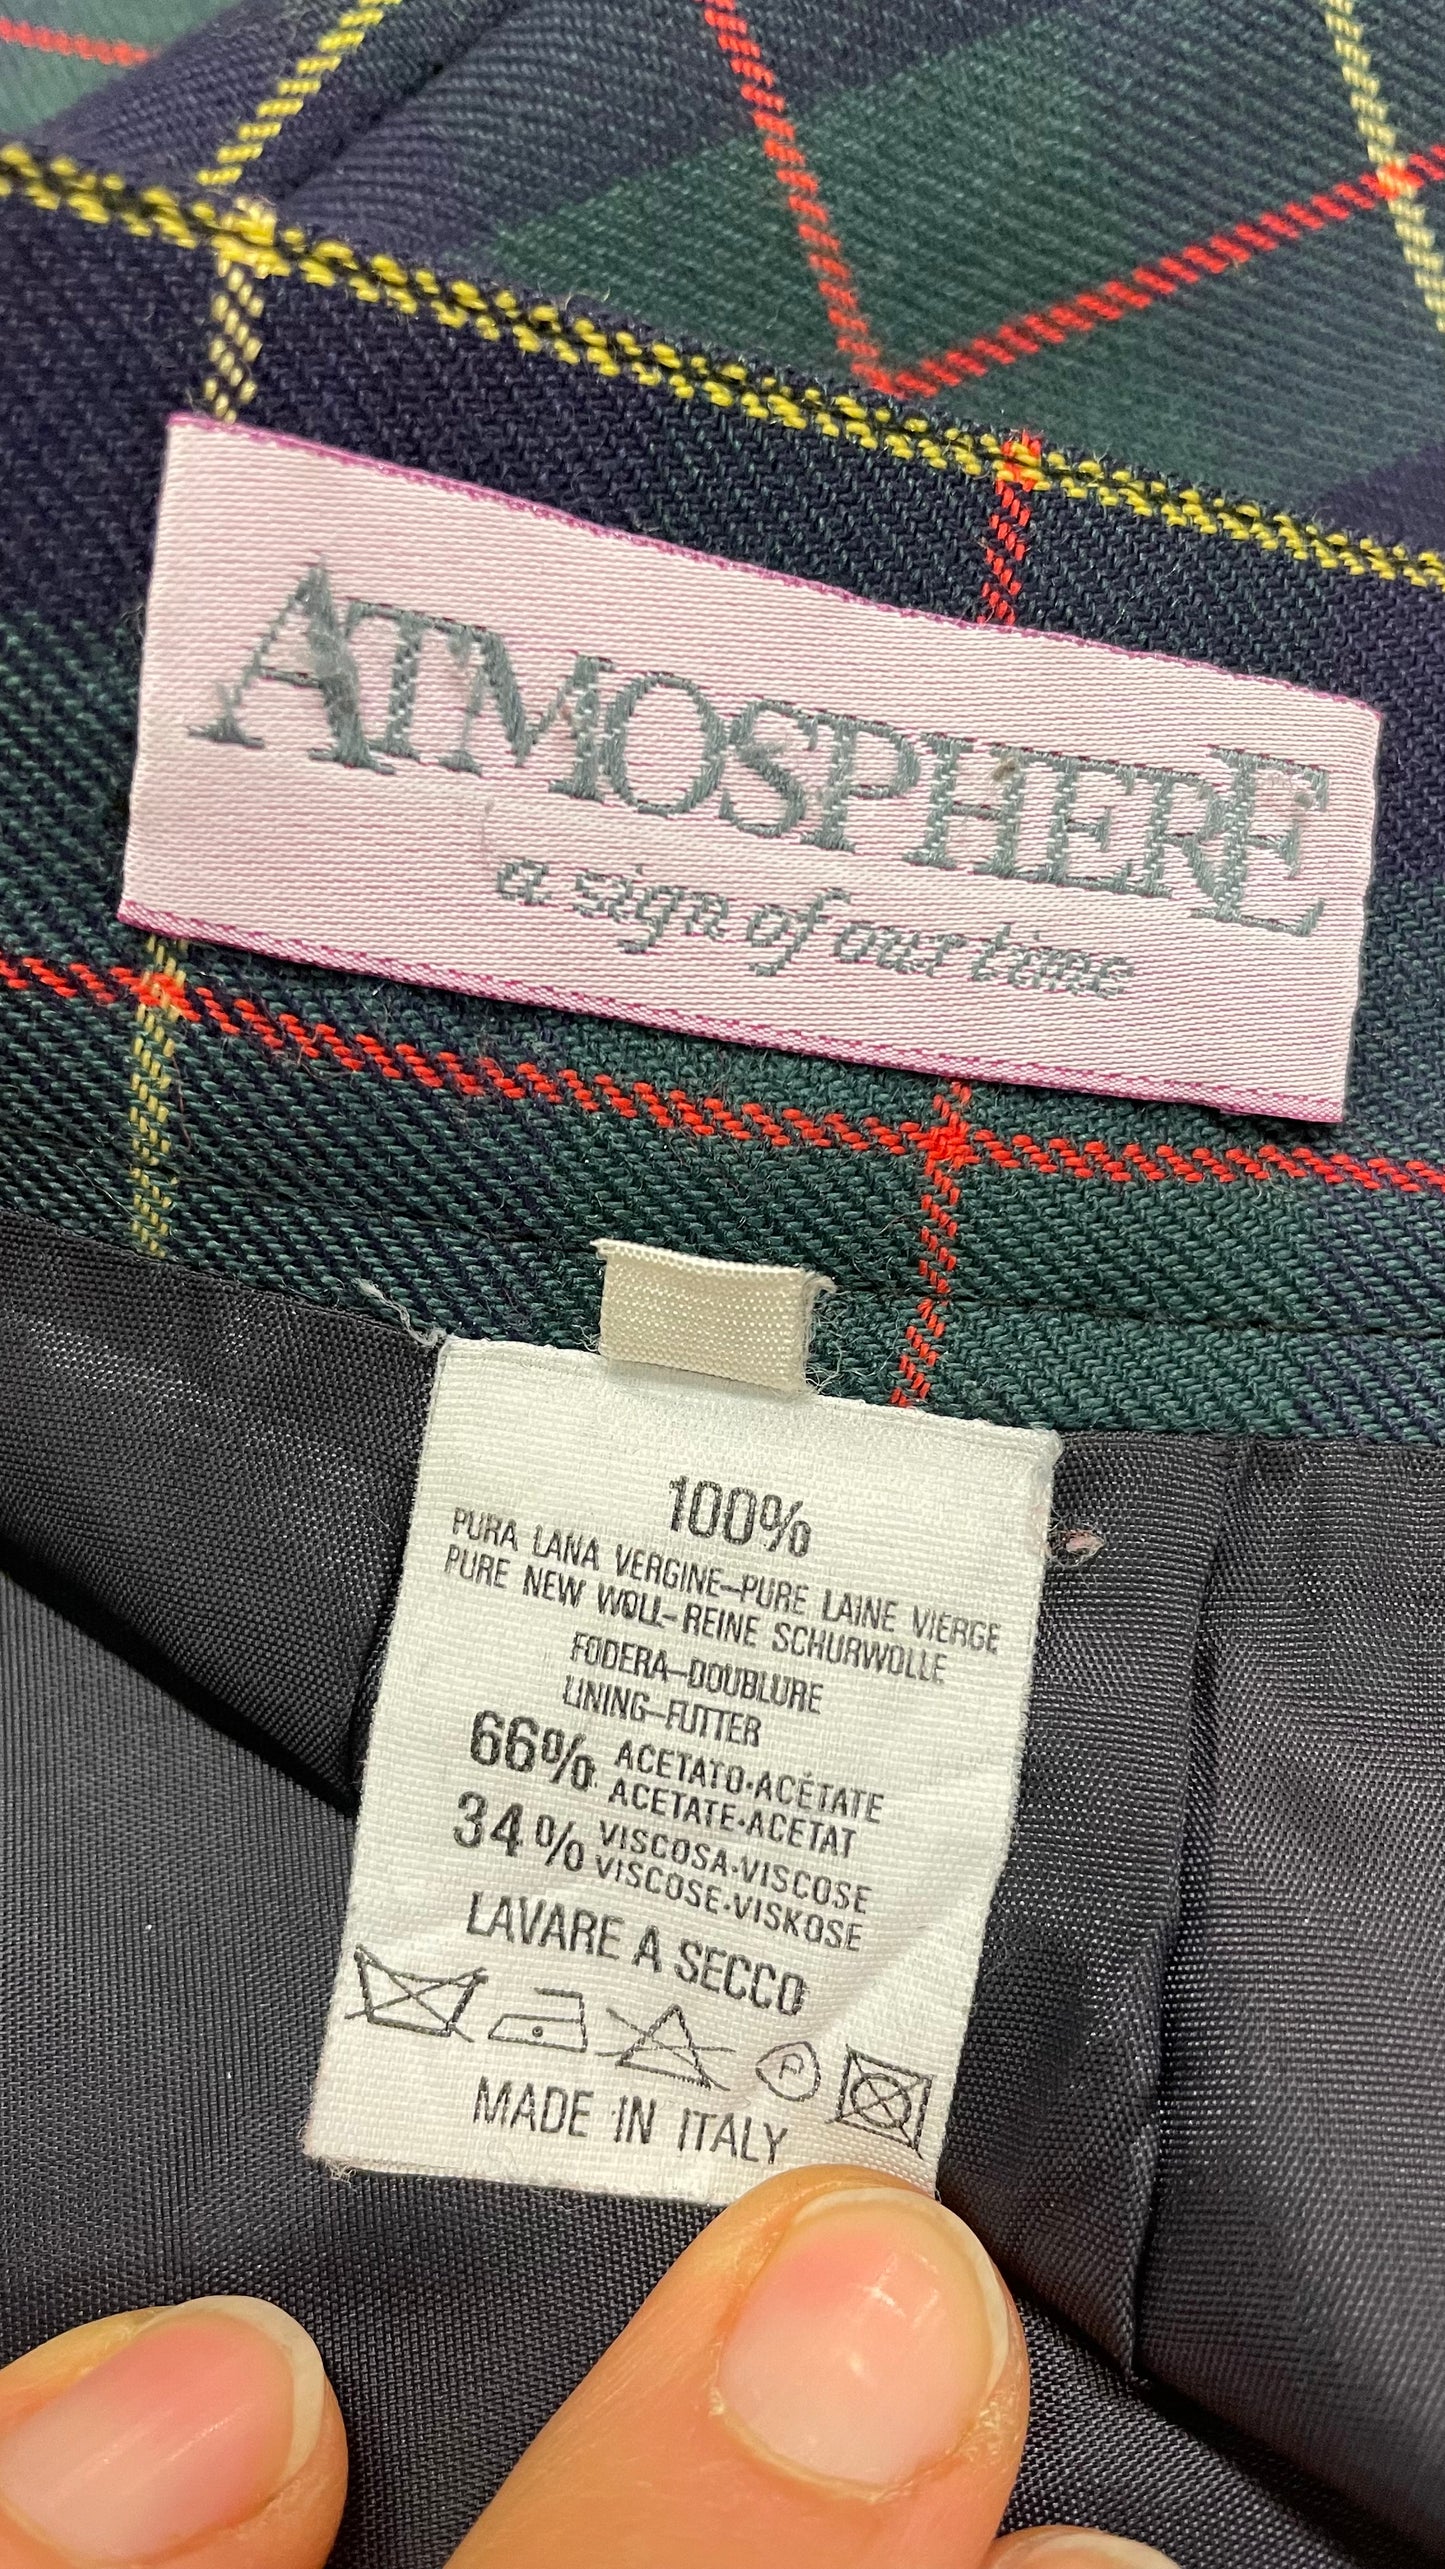 ATMOSPHERE
a sign of our time
100%
PURA LANA VERGINE-PURE LAINE VIERGE
PURE NEW WOLL-REINE SCHURWOLLE
FODERA-DOUBLURE
LINING-FUTTER
66% ACETATO·ACÉTATE
ACETATE·ACETAT
34% VISCOSA·VISCOSE
VISCOSE·VISKOSE
LAVARE A SECCO
P
MADE IN ITALY